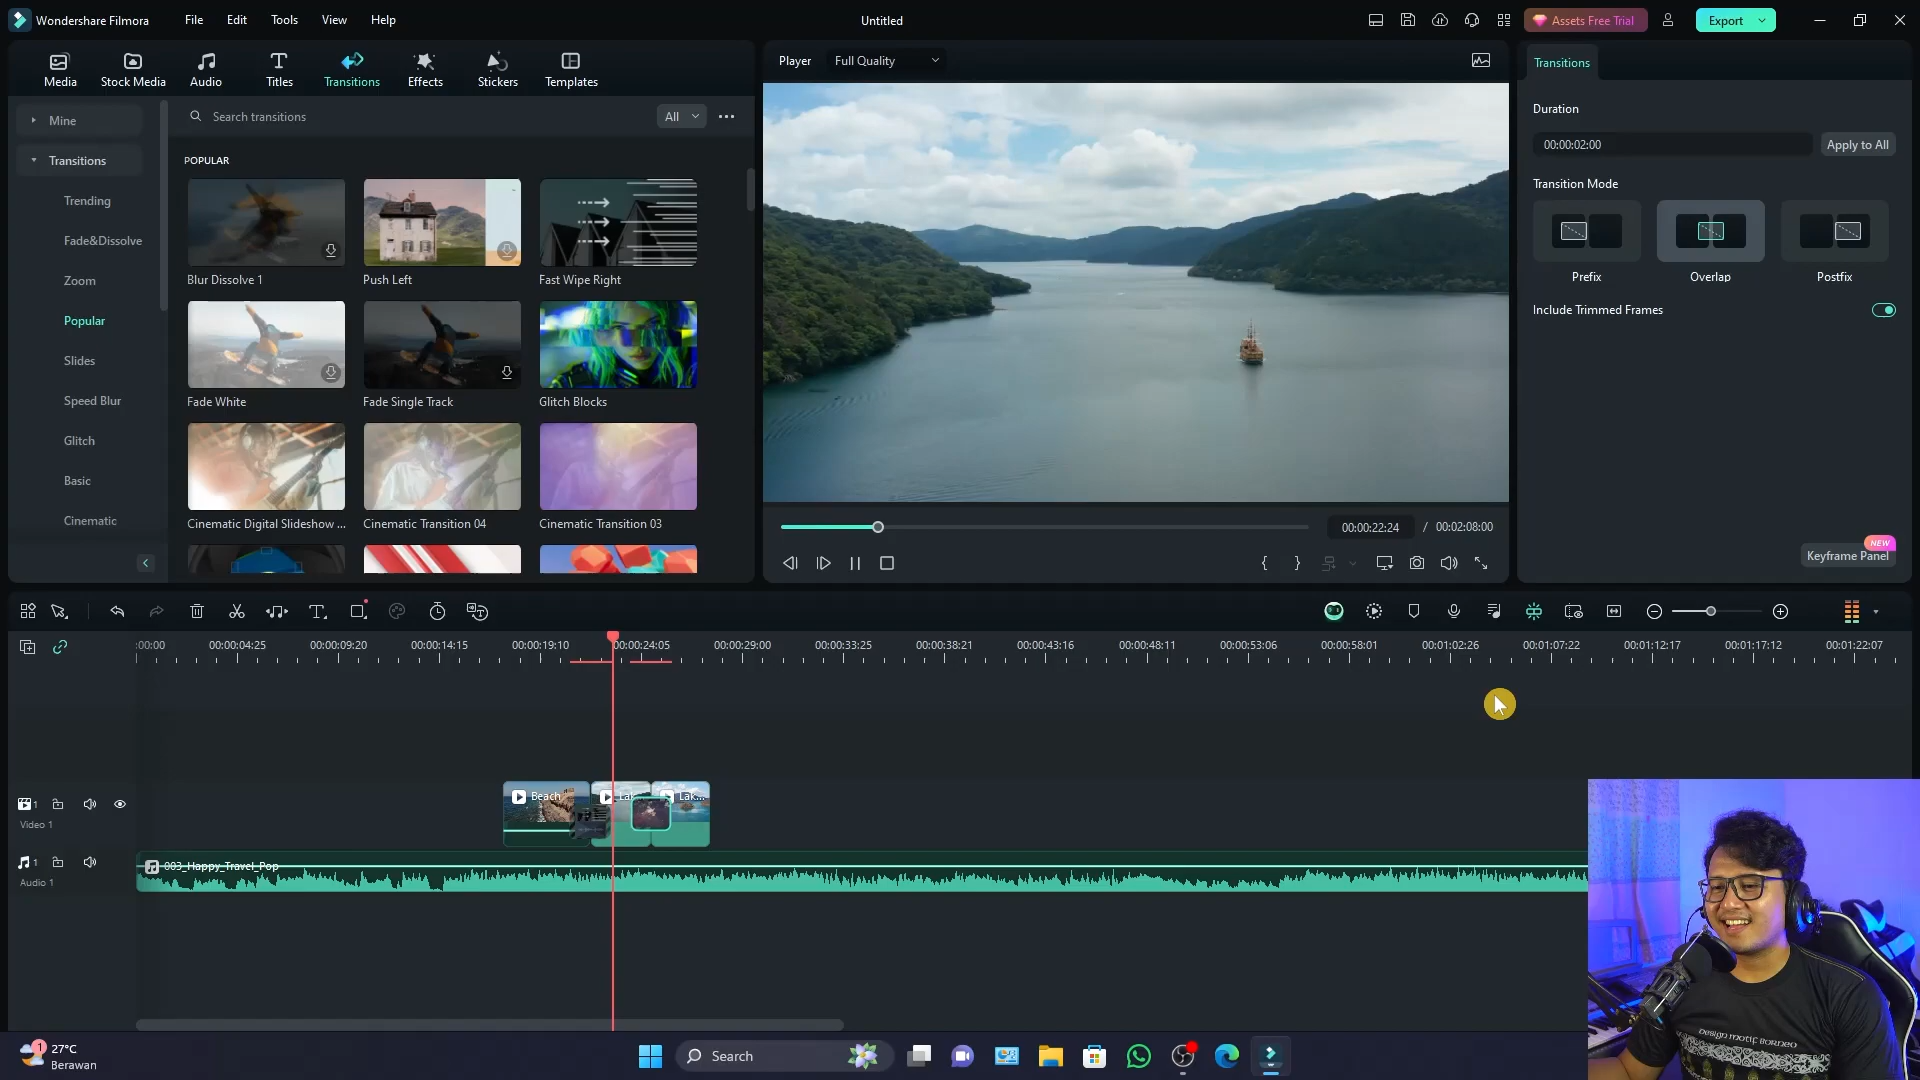 Wondershare Filmora
File
Edit
Tools
View
Help
Untitled
Assets Free Trial
Export
Media
Stock Media
Audio
Titles
Transitions
Effects
Stickers
Templates
Player
Full Quality
Transitions
Mine
Transitions
Trending
Fade&Dissolve
Zoom
Popular
Slides
Speed Blur
Glitch
Basic
Cinematic
Search transitions
All
POPULAR
Blur Dissolve 1
Push Left
Fast Wipe Right
Fade White
Fade Single Track
Glitch Blocks
Cinematic Digital Slideshow ...
Cinematic Transition 04
Cinematic Transition 03
00:00:22:24 / 00:02:08:00
Duration
00:00:02:00
Apply to All
Transition Mode
Prefix
Overlap
Postfix
Include Trimmed Frames
NEW
Keyframe Panel
:00:00
00:00:04:25
00:00:09:20
00:00:14:15
00:00:19:10
00:00:24:05
00:00:29:00
00:00:33:25
00:00:38:21
00:00:43:16
00:00:48:11
00:00:53:06
00:00:58:01
00:01:02:26
00:01:07:22
00:01:12:17
00:01:17:12
00:01:22:07
1
Video 1
Beach
Lak...
1
Audio 1
003_Happy_Travel_Pop
1
27°C
Berawan
Search
DESIGN MOTIF BORNEO